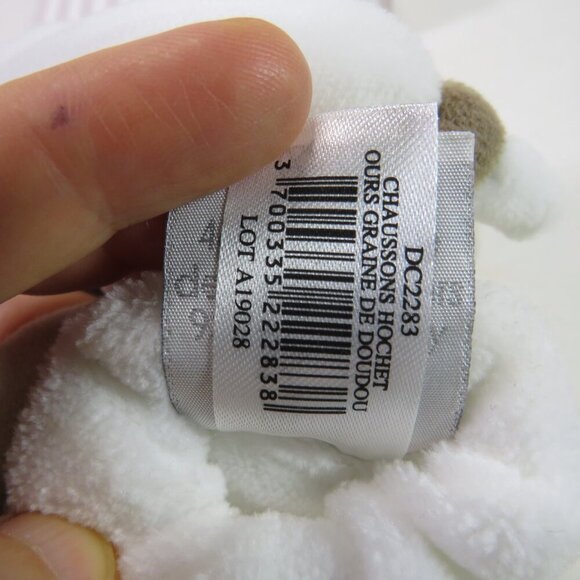 DC2283
CHAUSSONS HOCHET
OURS GRAINE DE DOUDOU
3 700335 222838
LOT A19028